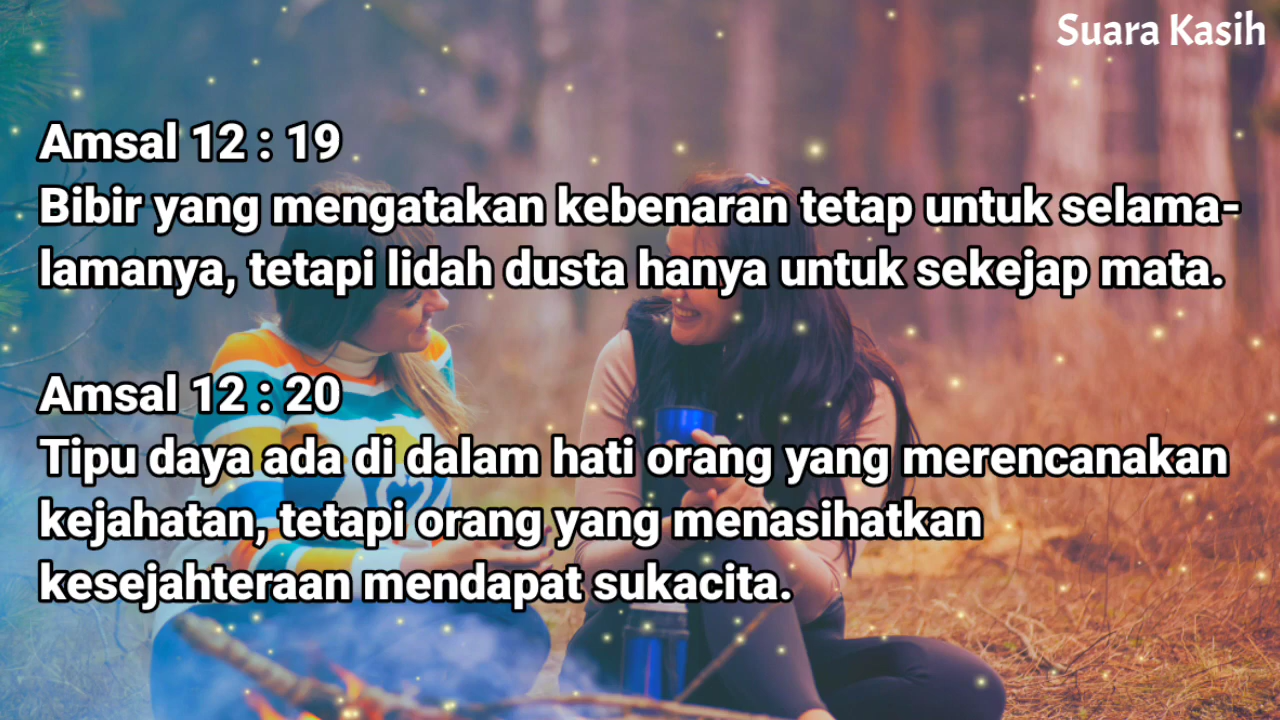 Suara Kasih
Amsal 12 : 19
Bibir yang mengatakan kebenaran tetap untuk selama-
lamanya, tetapi lidah dusta hanya untuk sekejap mata.
Amsal 12 : 20
Tipu daya ada di dalam hati orang yang merencanakan
kejahatan, tetapi orang yang menasihatkan
kesejahteraan mendapat sukacita.